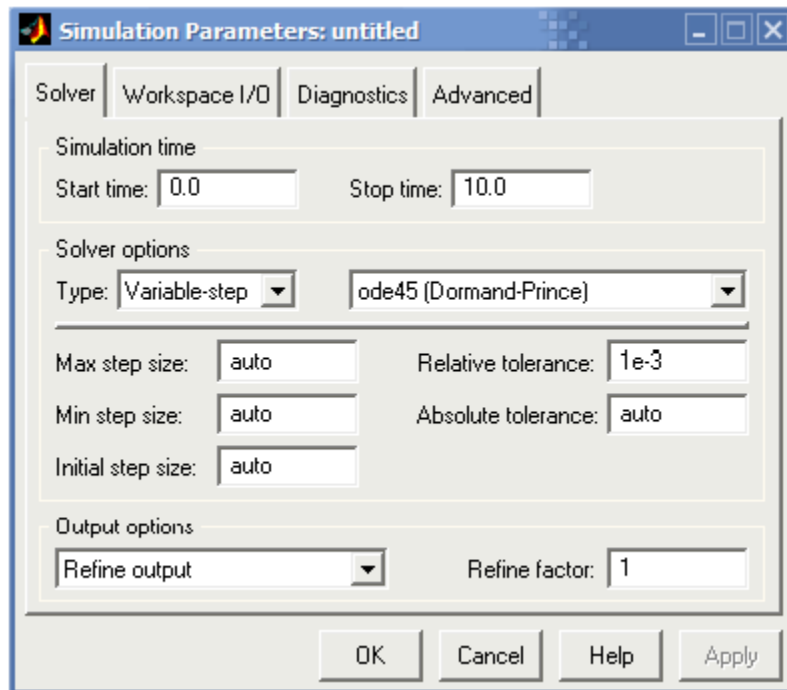 Simulation Parameters: untitled
Solver Workspace I/O Diagnostics Advanced
Simulation time
Start time: 0.0 Stop time: 10.0
Solver options
Type: Variable-step ode45 (Dormand-Prince)
Max step size: auto Relative tolerance: 1e-3
Min step size: auto Absolute tolerance: auto
Initial step size: auto
Output options
Refine output Refine factor: 1
OK Cancel Help Apply